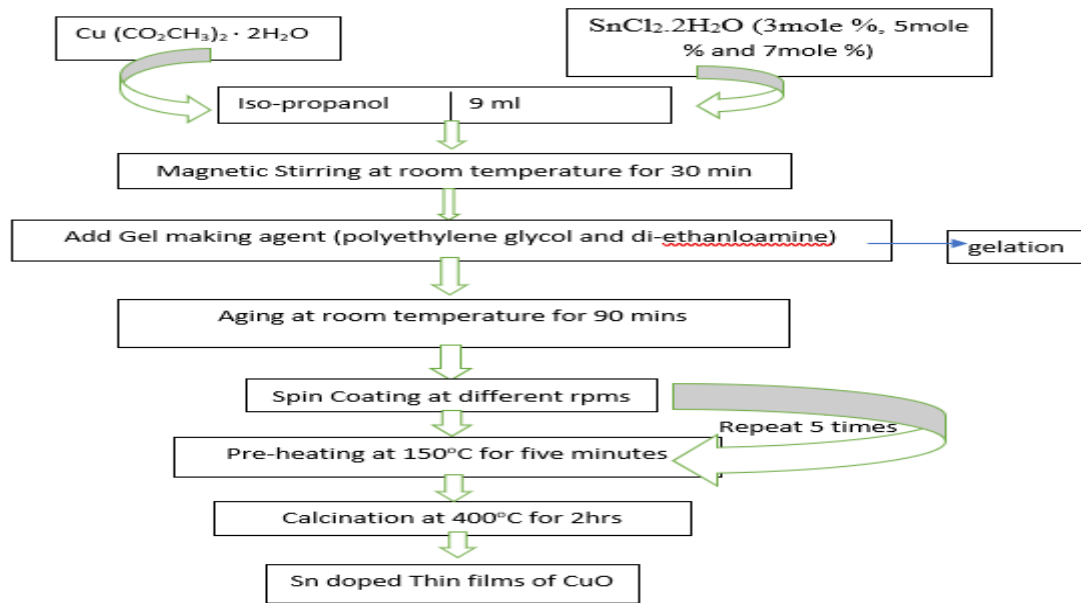 Cu (CO₂CH₃)₂ · 2H₂O
SnCl₂.2H₂O (3mole %, 5mole
% and 7mole %)
Iso-propanol 9 ml
Magnetic Stirring at room temperature for 30 min
Add Gel making agent (polyethylene glycol and di-ethanloamine)
gelation
Aging at room temperature for 90 mins
Spin Coating at different rpms
Repeat 5 times
Pre-heating at 150°C for five minutes
Calcination at 400°C for 2hrs
Sn doped Thin films of CuO